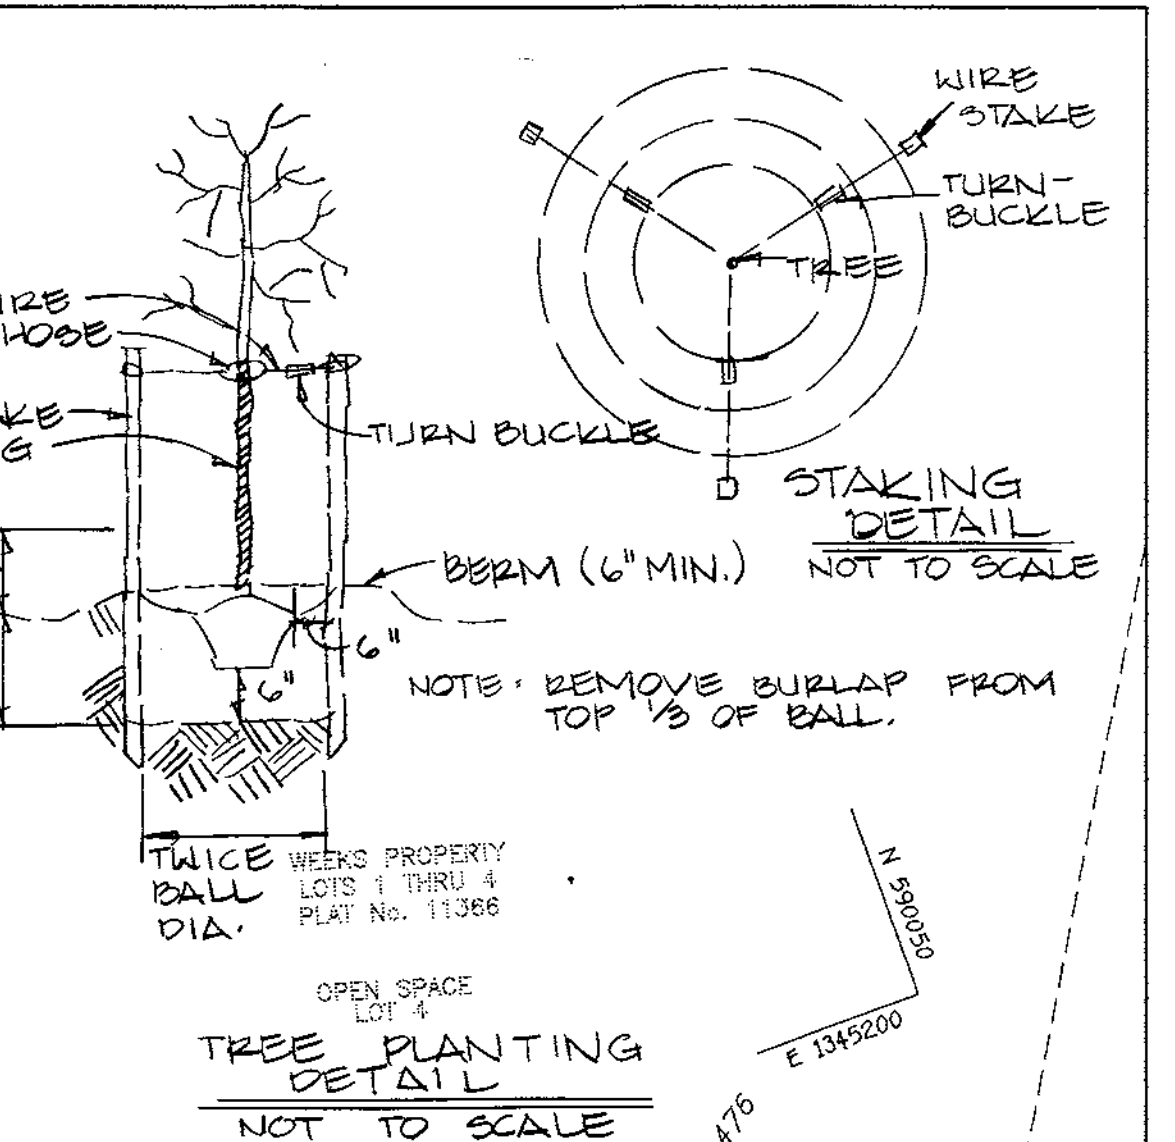 WIRE
STAKE
TURN-
BUCKLE
TREE
IRE
HOSE
KE
G
TURN BUCKLE
STAKING
DETAIL
NOT TO SCALE
BERM (6" MIN.)
6"
6"
NOTE: REMOVE BURLAP FROM
TOP 1/3 OF BALL.
TWICE
BALL
DIA.
WEEKS PROPERTY
LOTS 1 THRU 4
PLAT No. 11366
N 590050
E 1345200
OPEN SPACE
LOT 4
TREE PLANTING
DETAIL
NOT TO SCALE
476